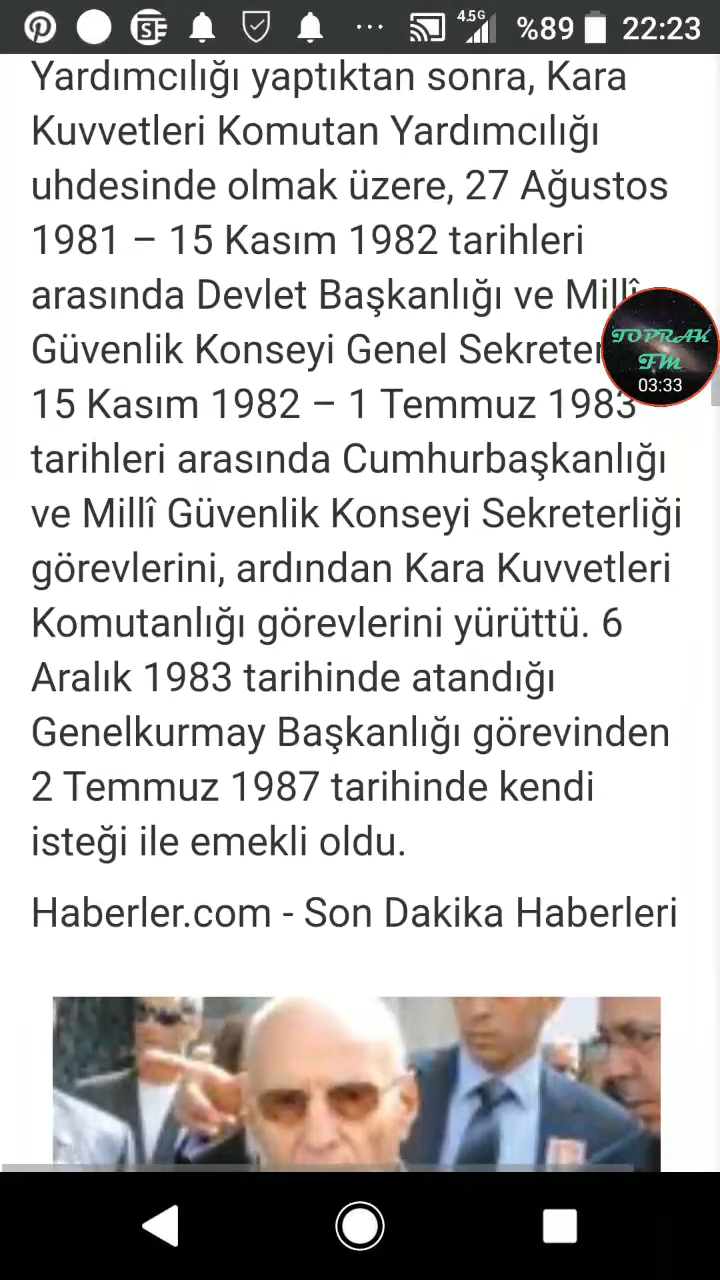 4.5G %89 22:23
Yardımcılığı yaptıktan sonra, Kara
Kuvvetleri Komutan Yardımcılığı
uhdesinde olmak üzere, 27 Ağustos
1981 – 15 Kasım 1982 tarihleri
arasında Devlet Başkanlığı ve Millî
Güvenlik Konseyi Genel
TOPRAK
FM
03:33
15 Kasım 1982 – 1 Temmuz 1983
tarihleri arasında Cumhurbaşkanlığı
ve Millî Güvenlik Konseyi Sekreterliği
görevlerini, ardından Kara Kuvvetleri
Komutanlığı görevlerini yürüttü. 6
Aralık 1983 tarihinde atandığı
Genelkurmay Başkanlığı görevinden
2 Temmuz 1987 tarihinde kendi
isteği ile emekli oldu.
Haberler.com - Son Dakika Haberleri